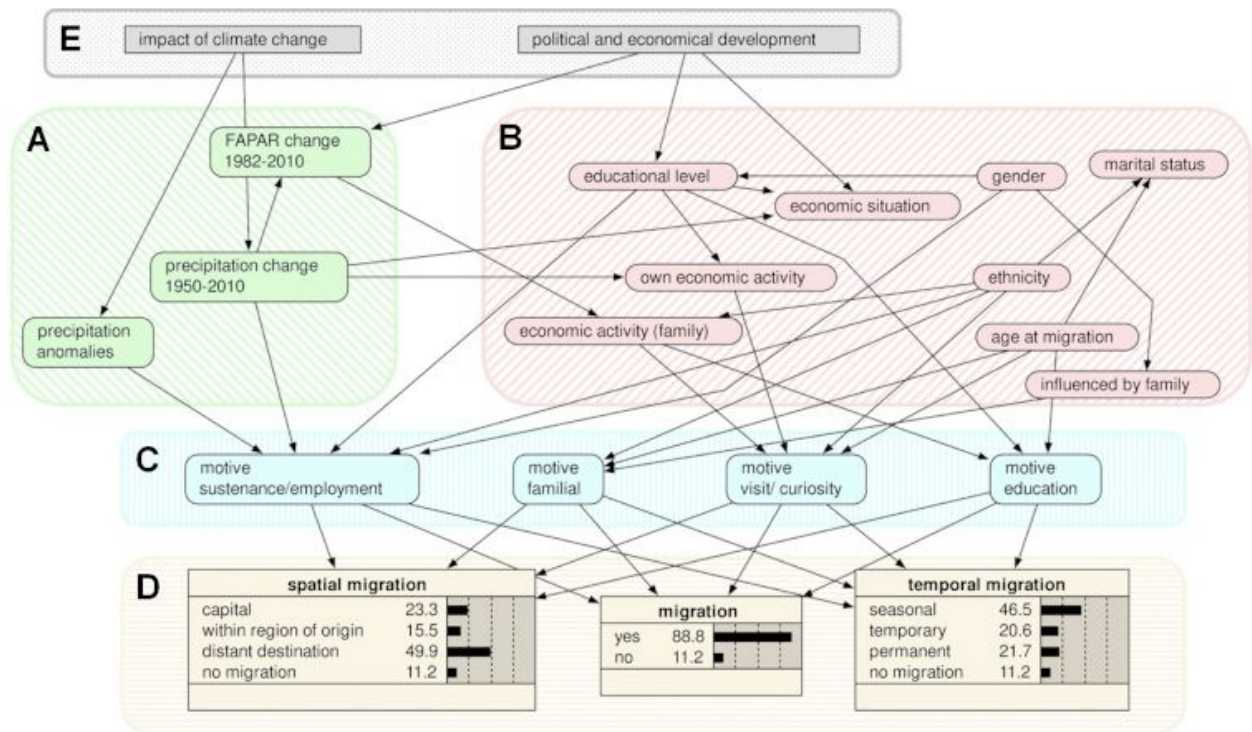 E
impact of climate change
political and economical development
A
FAPAR change
1982-2010
precipitation change
1950-2010
precipitation
anomalies
B
educational level
gender
marital status
economic situation
own economic activity
ethnicity
economic activity (family)
age at migration
influenced by family
C
motive
sustenance/employment
motive
familial
motive
visit/ curiosity
motive
education
D
spatial migration
capital 23.3
within region of origin 15.5
distant destination 49.9
no migration 11.2
migration
yes 88.8
no 11.2
temporal migration
seasonal 46.5
temporary 20.6
permanent 21.7
no migration 11.2